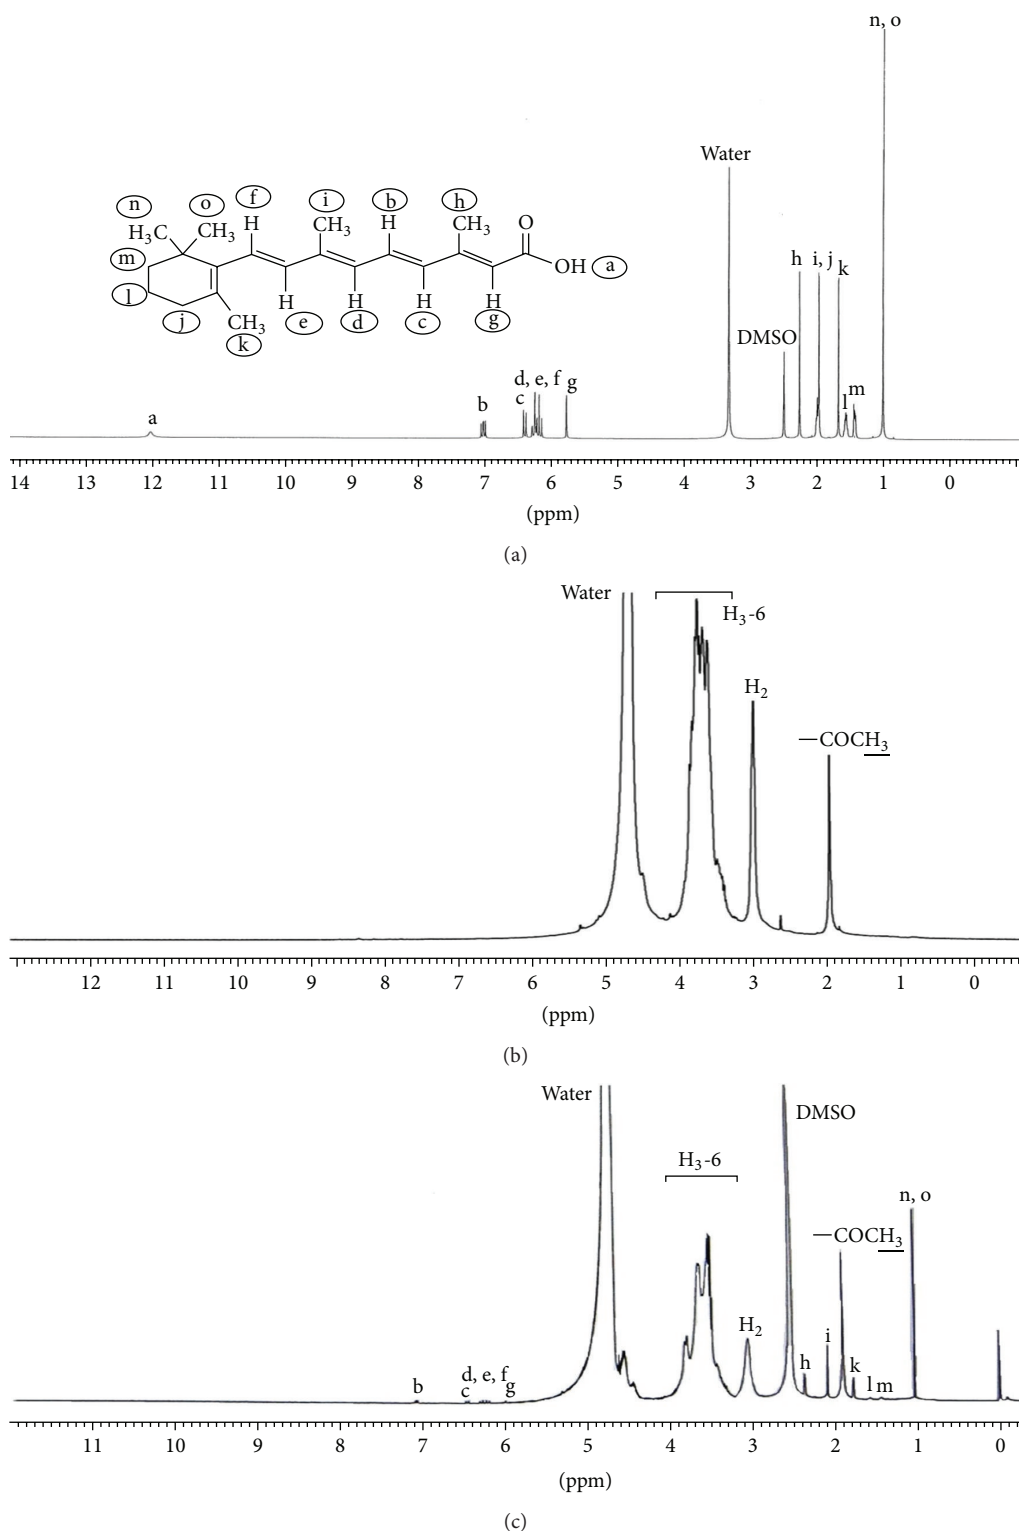 n, o
Water
h
i, j
k
DMSO
l
m
d, e, f
c
g
b
a
n
o
f
i
b
h
H
H
H₃C
CH₃
CH₃
CH₃
O
OH
a
m
l
j
CH₃
k
H
e
H
d
H
c
H
g
14 13 12 11 10 9 8 7 6 5 4 3 2 1 0
(ppm)
(a)
Water
H₃-6
H₂
—COCH₃
12 11 10 9 8 7 6 5 4 3 2 1 0
(ppm)
(b)
Water
DMSO
H₃-6
n, o
—COCH₃
H₂
i
h
k
l
m
d, e, f
c
g
b
11 10 9 8 7 6 5 4 3 2 1 0
(ppm)
(c)